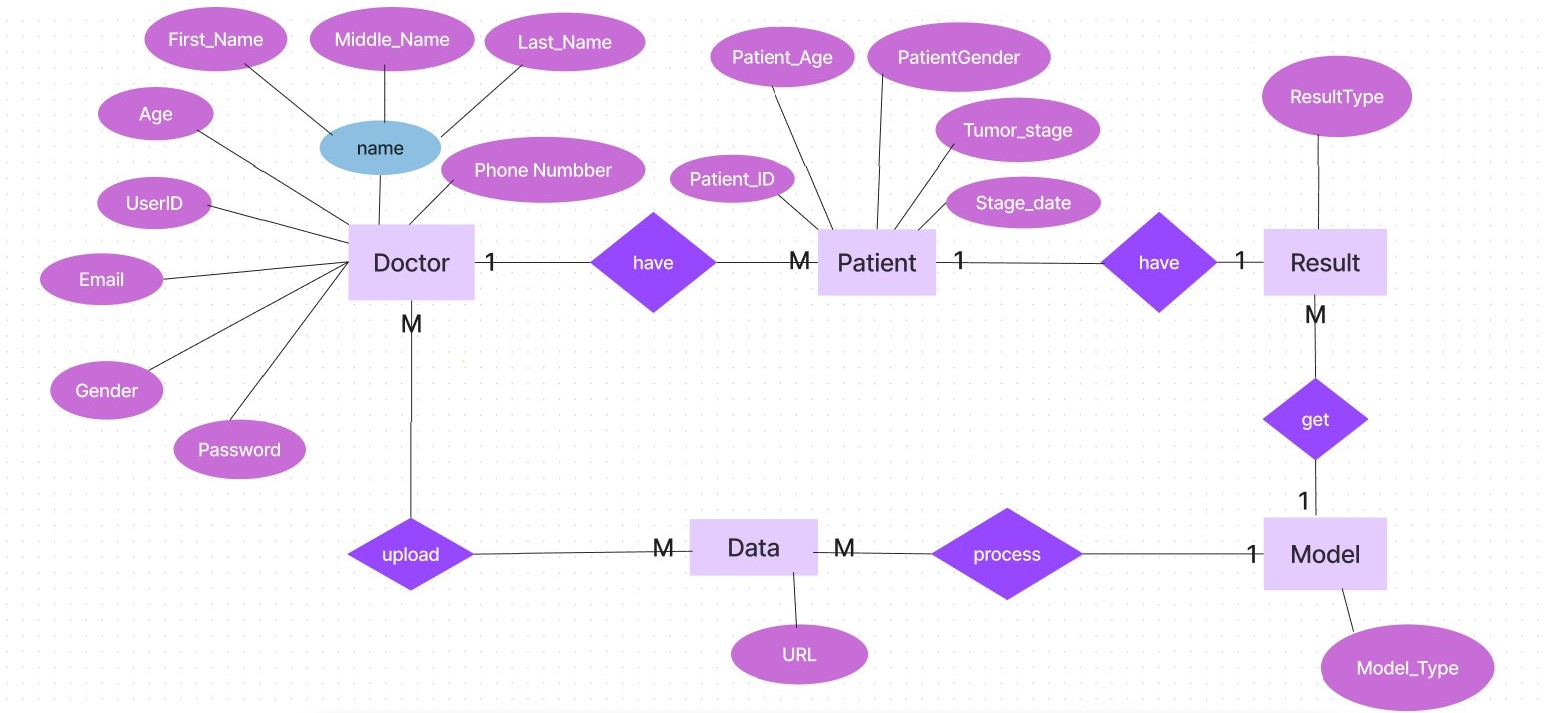 First_Name
Middle_Name
Last_Name
Patient_Age
PatientGender
ResultType
Age
name
Tumor_stage
Phone Numbber
Patient_ID
UserID
Stage_date
Doctor
1
have
M
Patient
1
have
1
Result
Email
M
M
Gender
get
Password
1
upload
M
Data
M
process
1
Model
URL
Model_Type